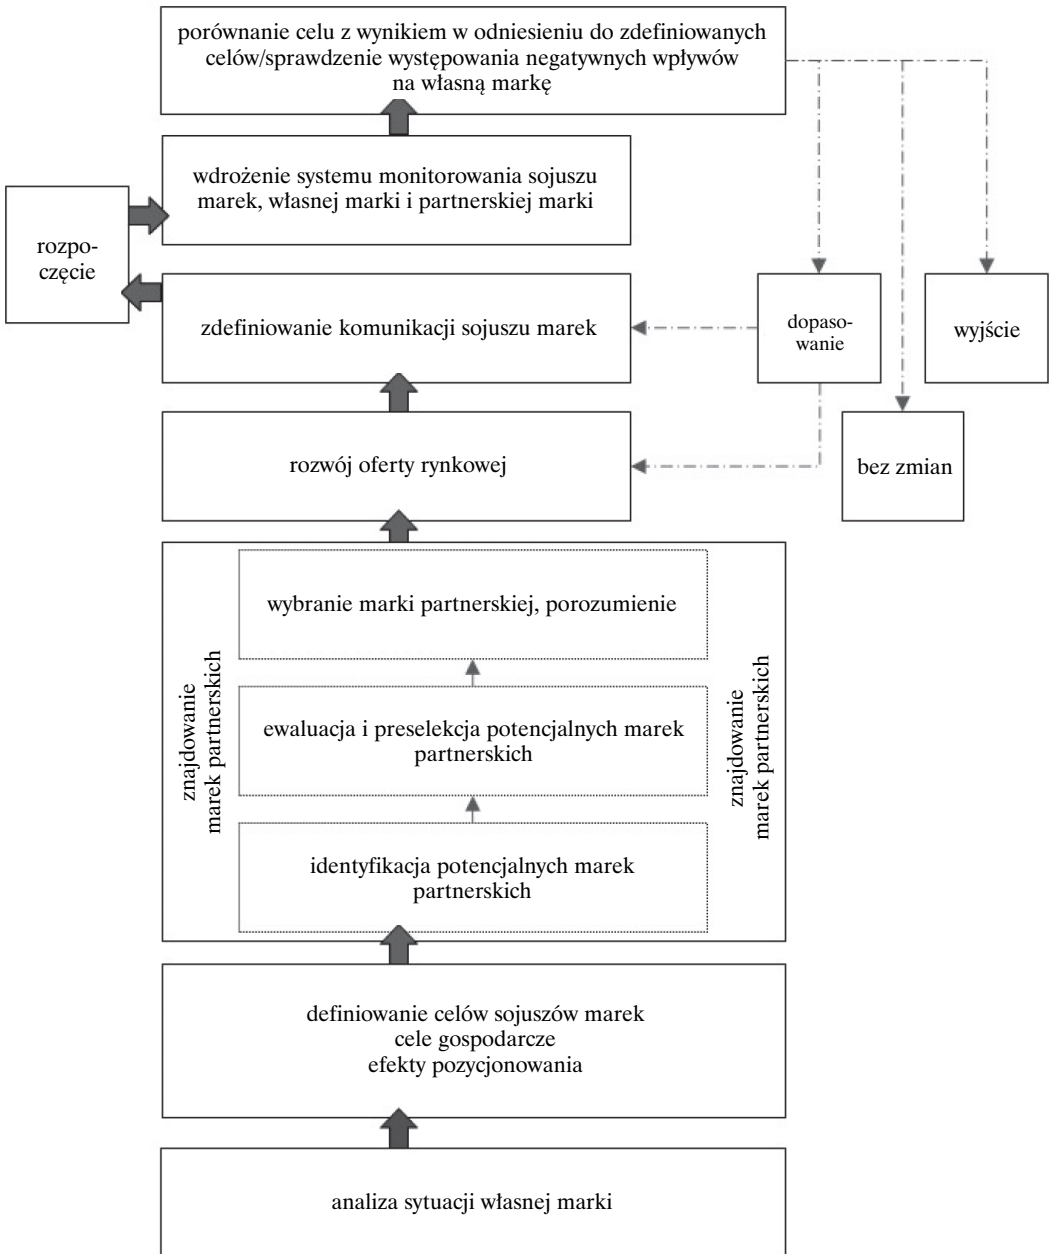 porównanie celu z wynikiem w odniesieniu do zdefiniowanych
celów/sprawdzenie występowania negatywnych wpływów
na własną markę
wdrożenie systemu monitorowania sojuszu
marek, własnej marki i partnerskiej marki
rozpo-
częcie
zdefiniowanie komunikacji sojuszu marek
dopaso-
wanie
wyjście
rozwój oferty rynkowej
bez zmian
znajdowanie
marek partnerskich
wybranie marki partnerskiej, porozumienie
ewaluacja i preselekcja potencjalnych marek
partnerskich
identyfikacja potencjalnych marek
partnerskich
znajdowanie
marek partnerskich
definiowanie celów sojuszów marek
cele gospodarcze
efekty pozycjonowania
analiza sytuacji własnej marki